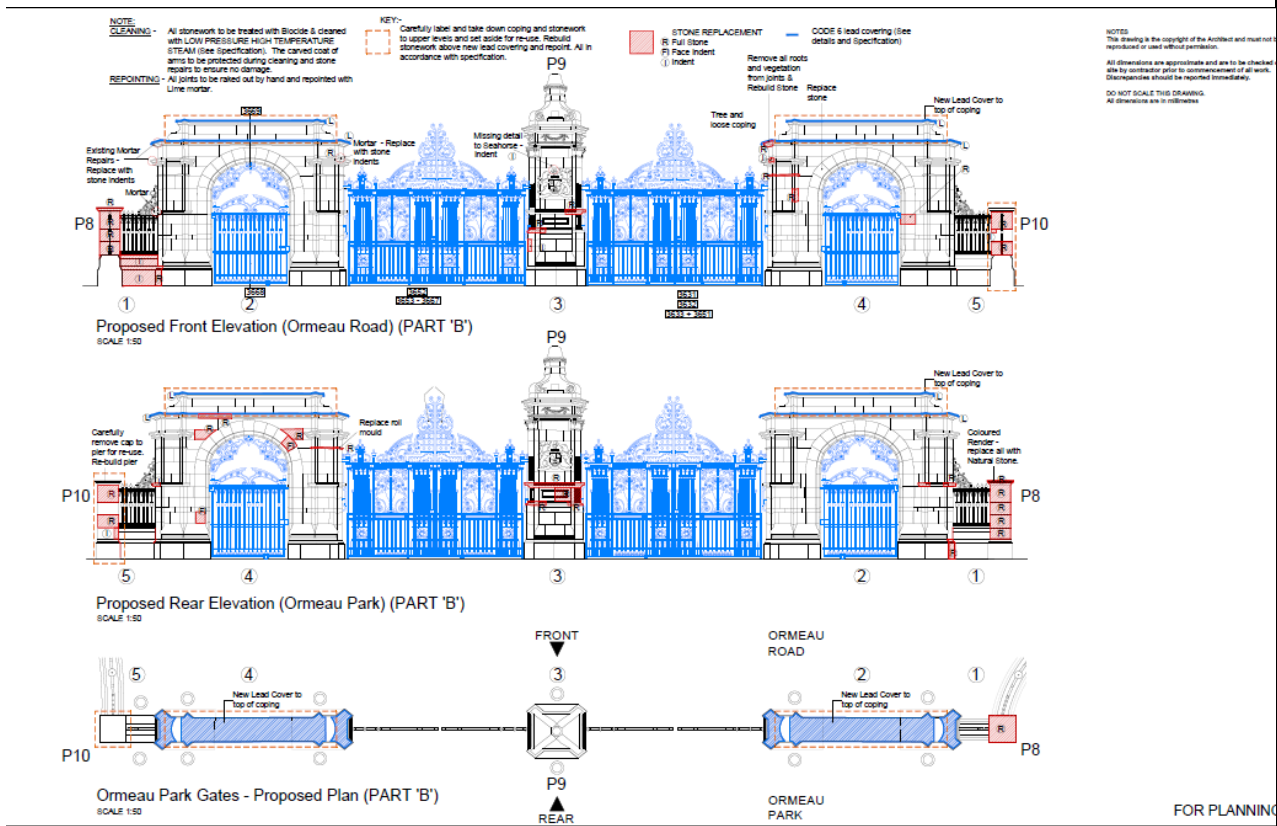 NOTE:
CLEANING - All stonework to be treated with Biocide & cleaned
with LOW PRESSURE HIGH TEMPERATURE
STEAM (See Specification). The carved coat of
arms to be protected during cleaning and stone
repairs to ensure no damage.
REPOINTING - All joints to be raked out by hand and repointed with
Lime mortar.
KEY:-
Carefully label and take down coping and stonework
to upper levels and set aside for re-use. Rebuild
stonework above new lead covering and repoint. All in
accordance with specification.
STONE REPLACEMENT
R Full Stone
FI Face Indent
I Indent
CODE 6 lead covering (See
details and Specification)
NOTES
This drawing is the copyright of the Architect and must not b
reproduced or used without permission.
All dimensions are approximate and are to be checked o
site by contractor prior to commencement of all work.
Discrepancies should be reported immediately.
DO NOT SCALE THIS DRAWING.
All dimensions are in millimetres
P9
3669
Existing Mortar
Repairs -
Replace with
stone indents
Mortar
Mortar - Replace
with stone
indents
Missing detail
to Seahorse -
Indent I
Tree and
loose coping
Remove all roots
and vegetation
from joints &
Rebuild Stone
Replace
stone
New Lead Cover to
top of coping
L
L
L
L
R
R
R
R
R
R
P8
P10
3668
3652
3653 - 3667
3631
3632
3633 + 3651
1
2
3
4
5
Proposed Front Elevation (Ormeau Road) (PART 'B')
SCALE 1:50
P9
New Lead Cover to
top of coping
Carefully
remove cap to
pier for re-use.
Re-build pier
Replace roll
mould
Coloured
Render -
replace all with
Natural Stone.
L
L
L
L
R
R
R
R
R
R
P10
P8
5
4
3
2
1
Proposed Rear Elevation (Ormeau Park) (PART 'B')
SCALE 1:50
FRONT
ORMEAU
ROAD
5
4
3
2
1
New Lead Cover to
top of coping
New Lead Cover to
top of coping
R
P10
P8
P9
REAR
ORMEAU
PARK
Ormeau Park Gates - Proposed Plan (PART 'B')
SCALE 1:50
FOR PLANNING